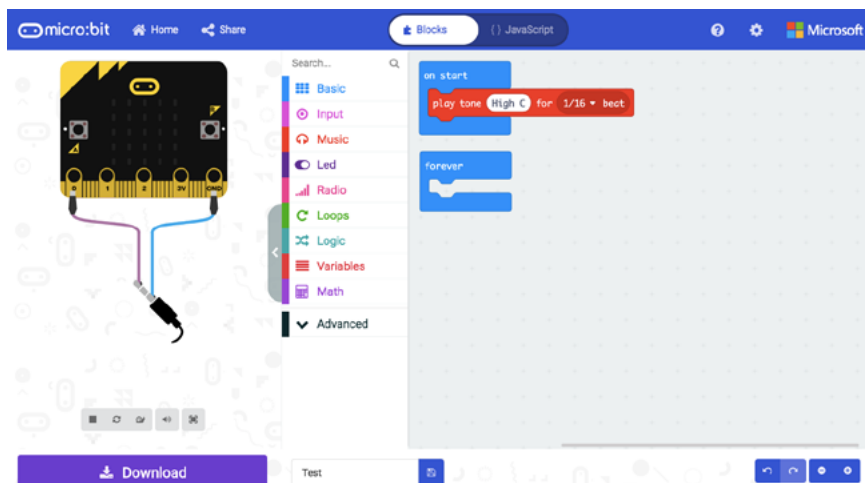 micro:bit Home Share Blocks {} JavaScript Microsoft
Search...
Basic
Input
Music
Led
Radio
Loops
Logic
Variables
Math
Advanced
on start
play tone High C for 1/16 beat
forever
0 1 2 3V GND
Download
Test